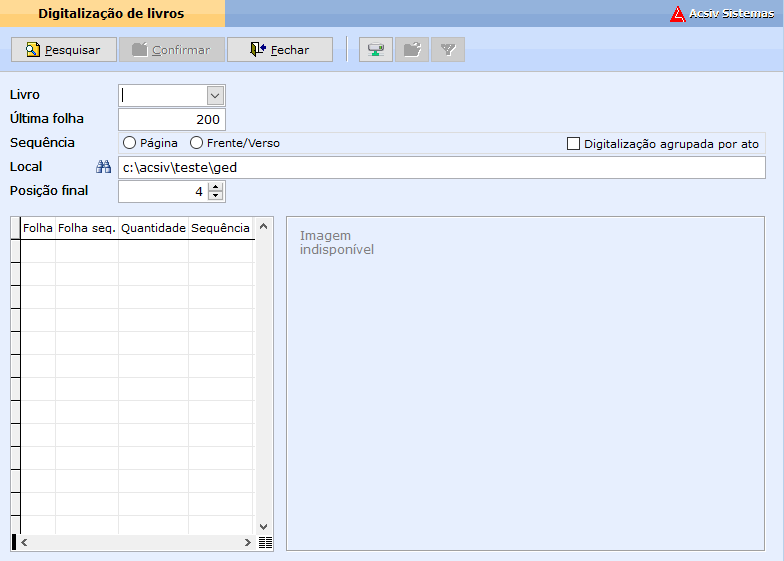 Digitalização de livros
Acsiv Sistemas
Pesquisar Confirmar Fechar
Livro
Última folha 200
Sequência Página Frente/Verso Digitalização agrupada por ato
Local c:\acsiv\teste\ged
Posição final 4
Folha Folha seq. Quantidade Sequência
Imagem
indisponível